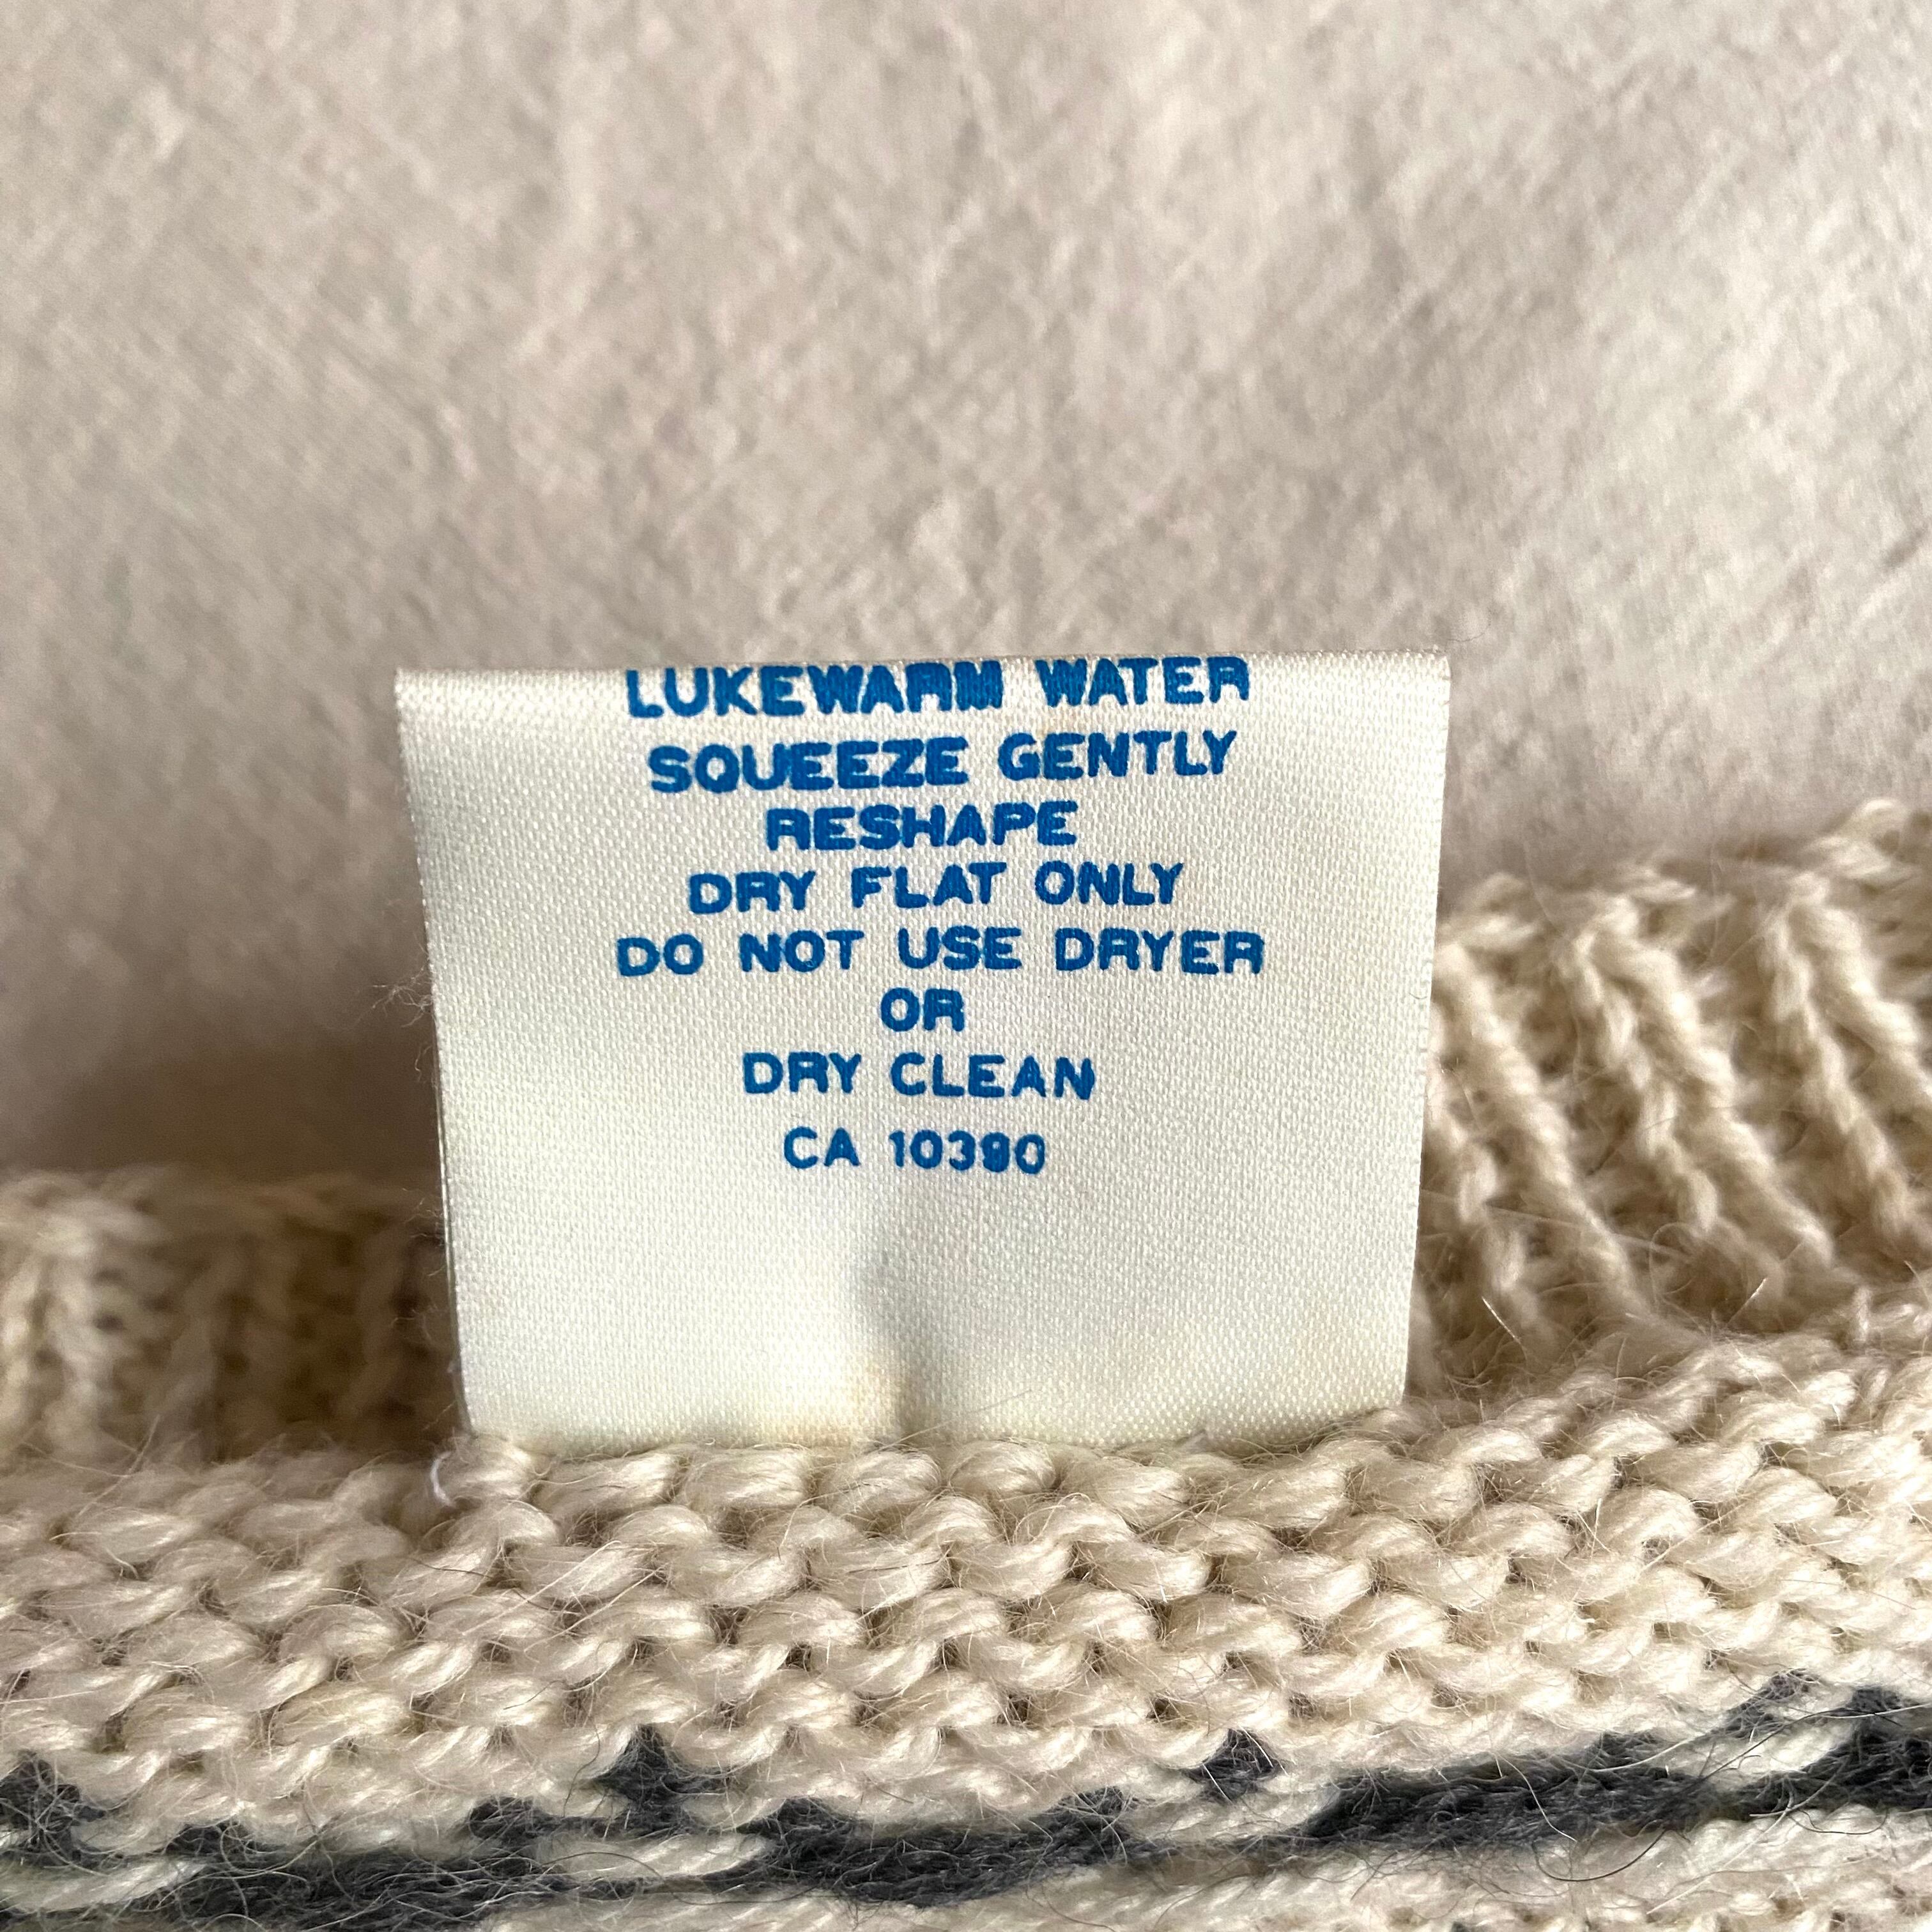 LUKEWARM WATER
SQUEEZE GENTLY
RESHAPE
DRY FLAT ONLY
DO NOT USE DRYER
OR
DRY CLEAN
CA 10390